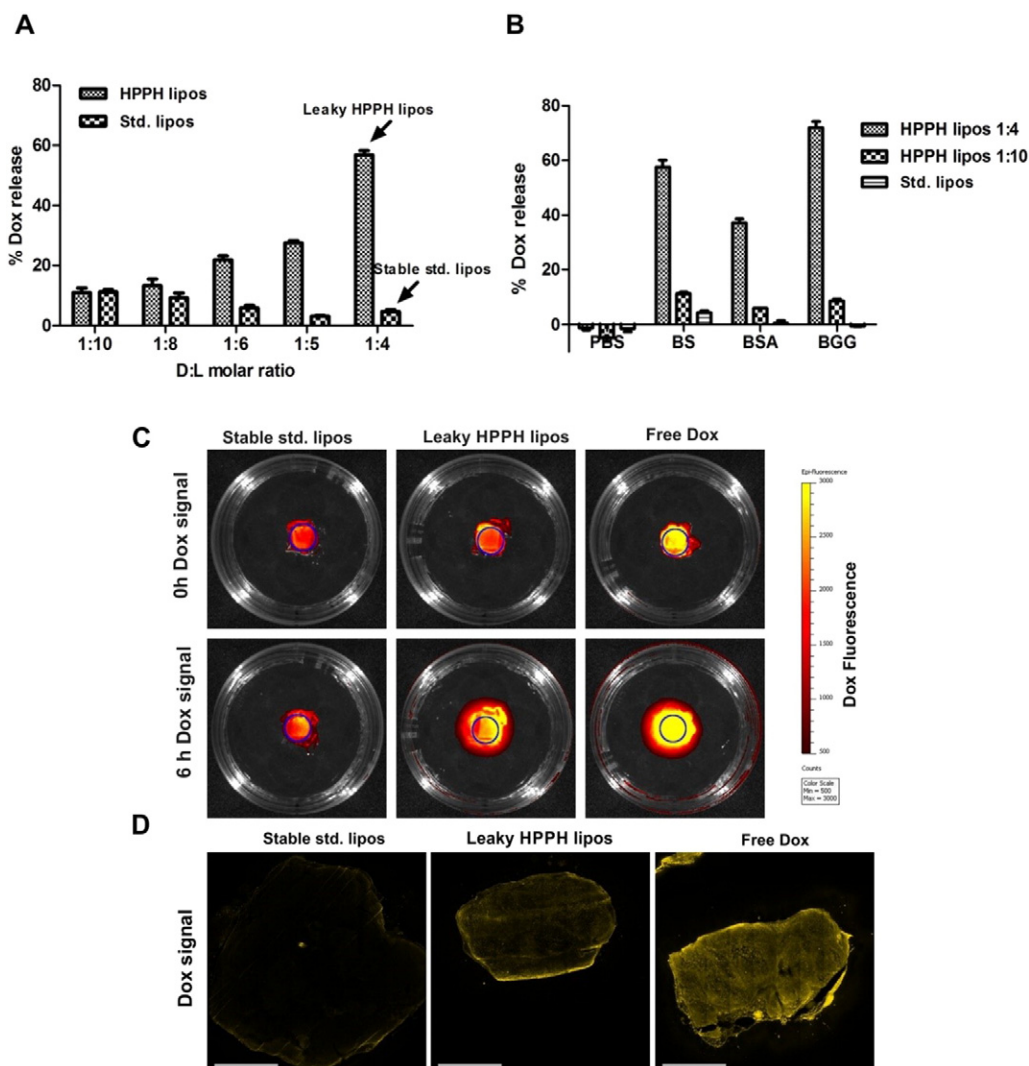 A
80
60
40
20
0
% Dox release
HPPH lipos
Std. lipos
Leaky HPPH lipos
Stable std. lipos
1:10 1:8 1:6 1:5 1:4
D:L molar ratio
B
80
60
40
20
0
% Dox release
HPPH lipos 1:4
HPPH lipos 1:10
Std. lipos
PBS BS BSA BGG
C
Stable std. lipos Leaky HPPH lipos Free Dox
0h Dox signal
6 h Dox signal
Epi-fluorescence
3000
2500
2000
1500
1000
500
Dox Fluorescence
Counts
Color Scale
Min = 500
Max = 3000
D
Stable std. lipos Leaky HPPH lipos Free Dox
Dox signal